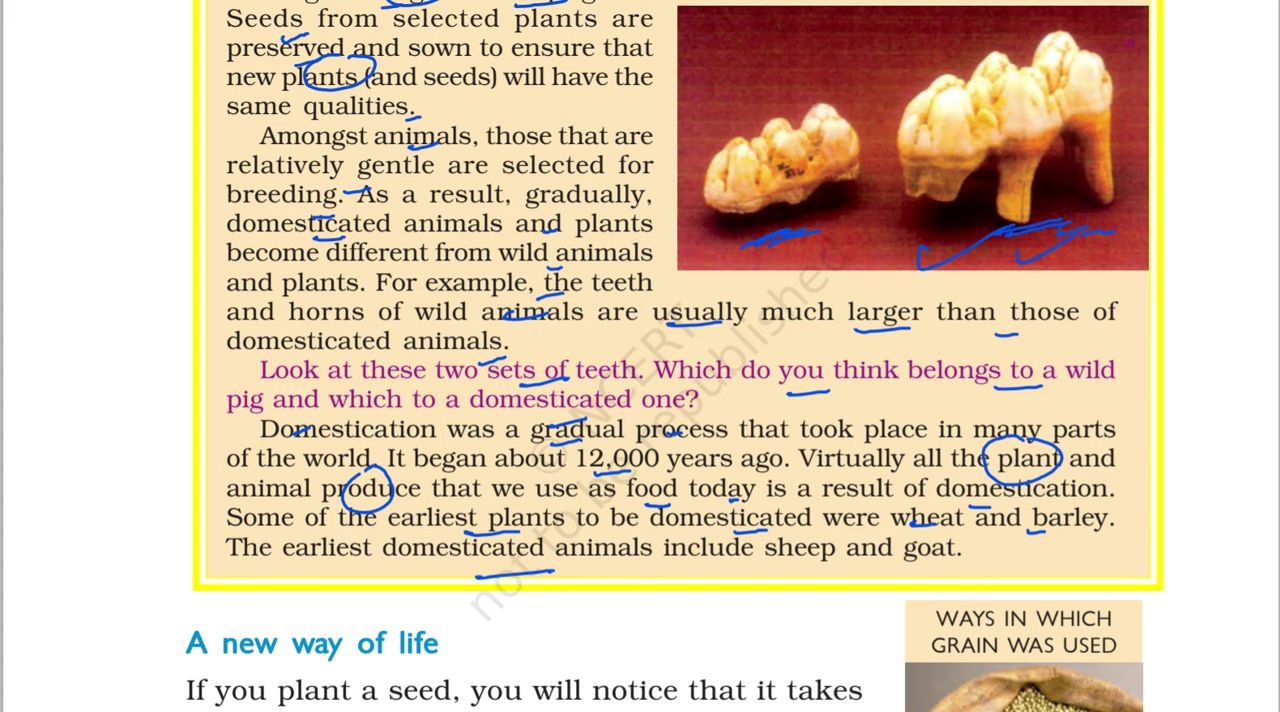 Seeds from selected plants are
preserved and sown to ensure that
new plants (and seeds) will have the
same qualities.
Amongst animals, those that are
relatively gentle are selected for
breeding. As a result, gradually,
domesticated animals and plants
become different from wild animals
and plants. For example, the teeth
and horns of wild animals are usually much larger than those of
domesticated animals.
Look at these two sets of teeth. Which do you think belongs to a wild
pig and which to a domesticated one?
Domestication was a gradual process that took place in many parts
of the world. It began about 12,000 years ago. Virtually all the plant and
animal produce that we use as food today is a result of domestication.
Some of the earliest plants to be domesticated were wheat and barley.
The earliest domesticated animals include sheep and goat.
© NCERT
not to be republished
A new way of life
If you plant a seed, you will notice that it takes
WAYS IN WHICH
GRAIN WAS USED